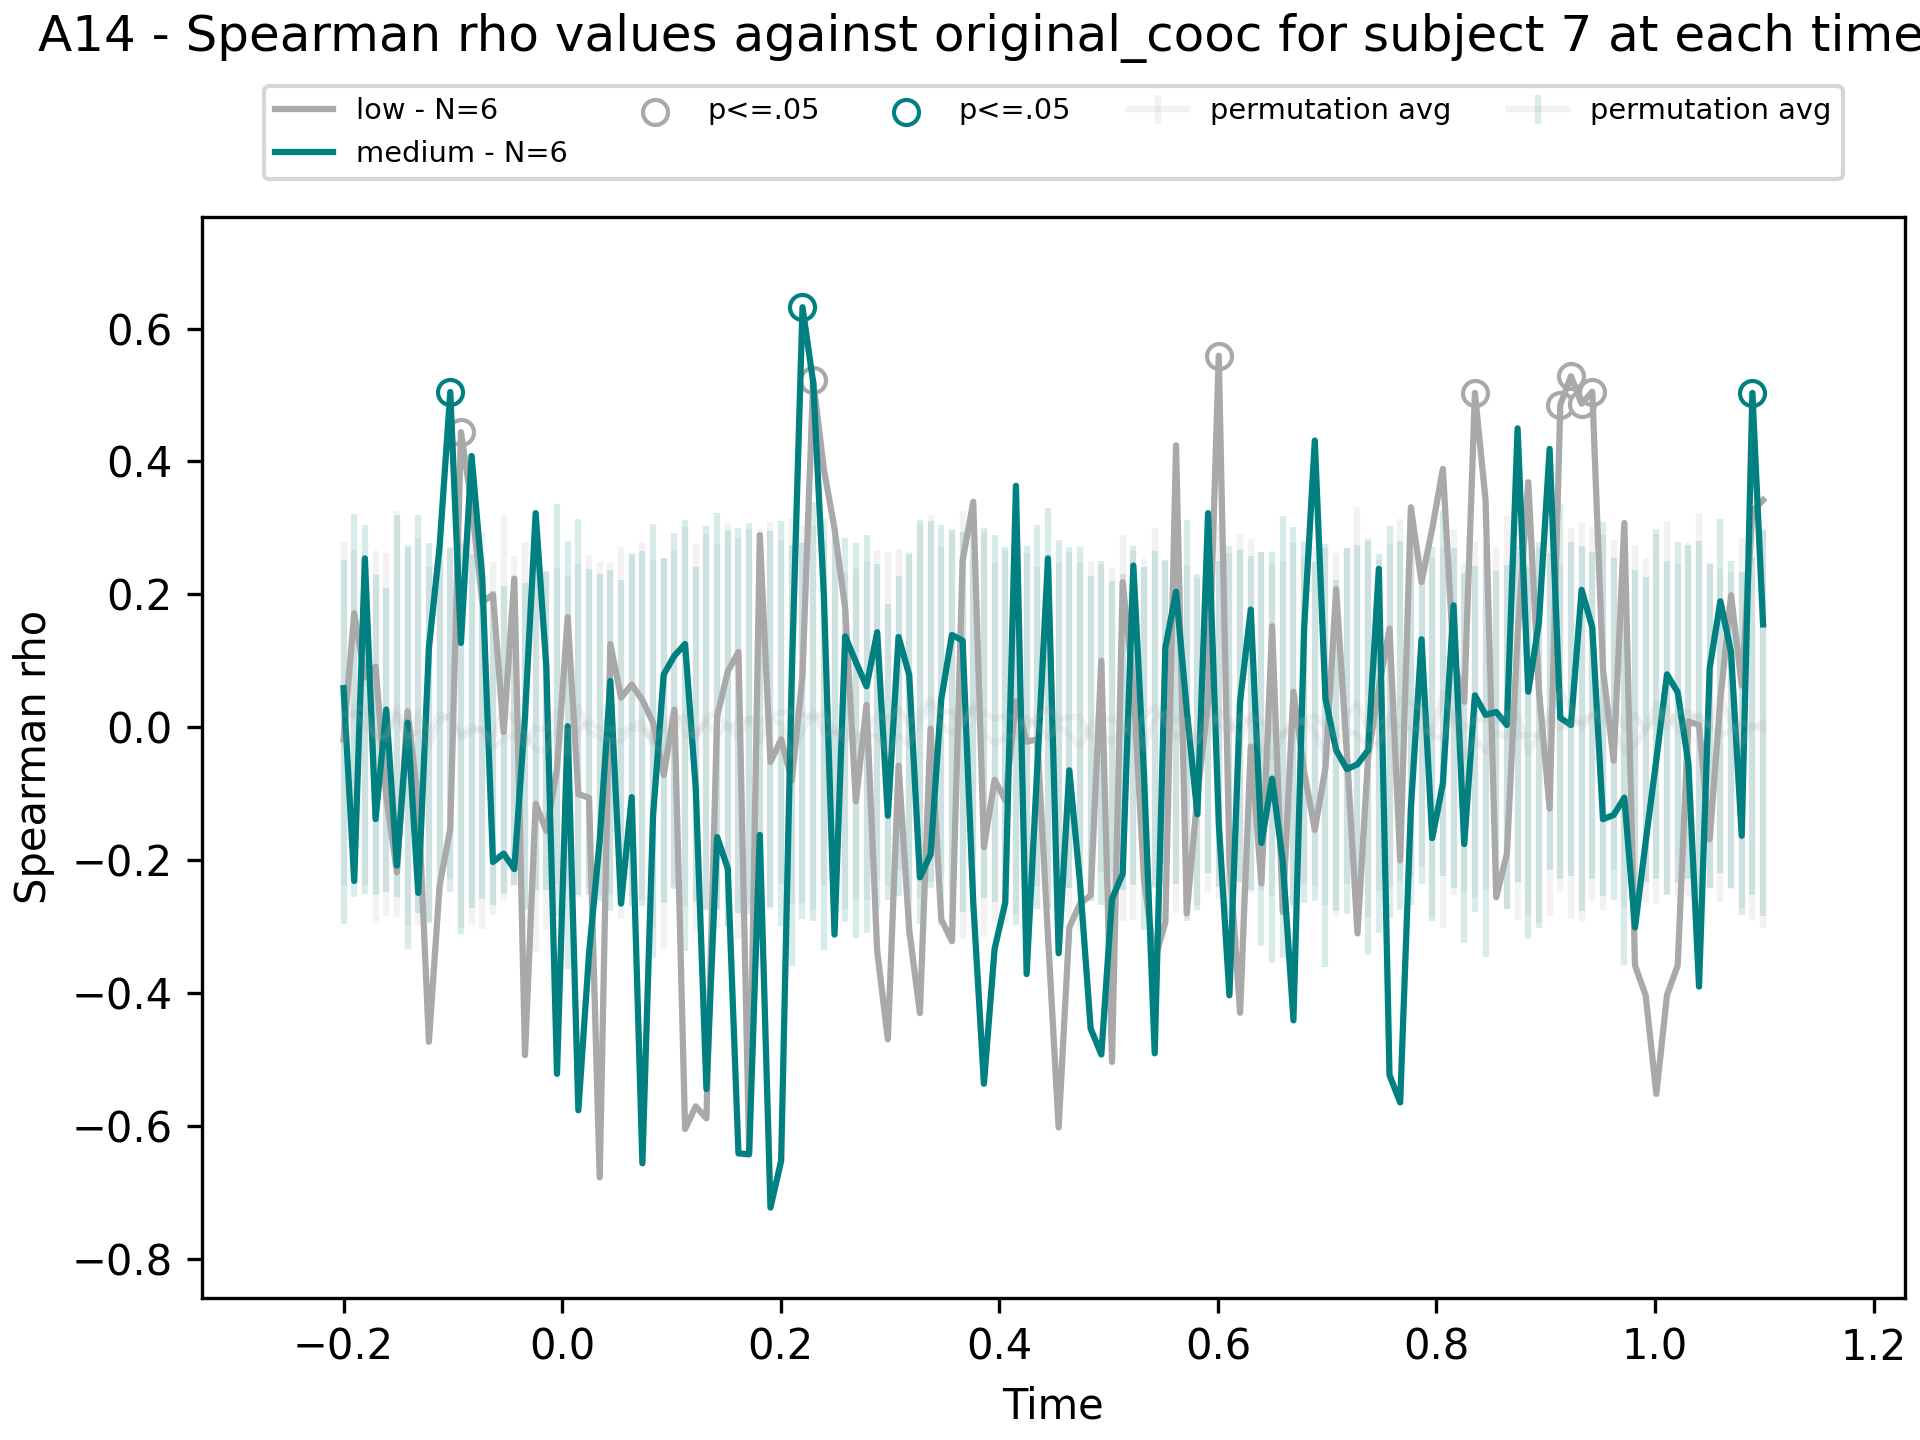 A14 - Spearman rho values against original_cooc for subject 7 at each time
low - N=6
medium - N=6
p<=.05
p<=.05
permutation avg
permutation avg
Spearman rho
0.6
0.4
0.2
0.0
−0.2
−0.4
−0.6
−0.8
−0.2
0.0
0.2
0.4
0.6
0.8
1.0
1.2
Time